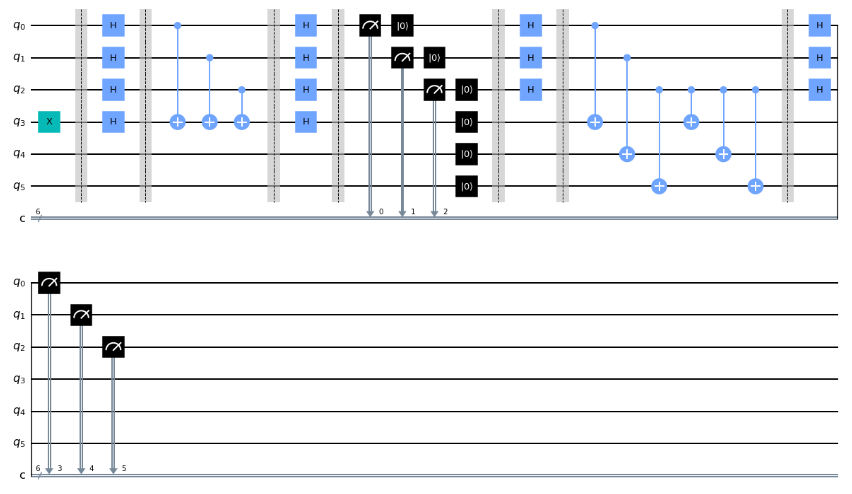 q0 H H |0⟩ H H
q1 H H |0⟩ H H
q2 H H |0⟩ H H
q3 X H H |0⟩
q4 |0⟩
q5 |0⟩
c 6 0 1 2
q0
q1
q2
q3
q4
q5
c 6 3 4 5